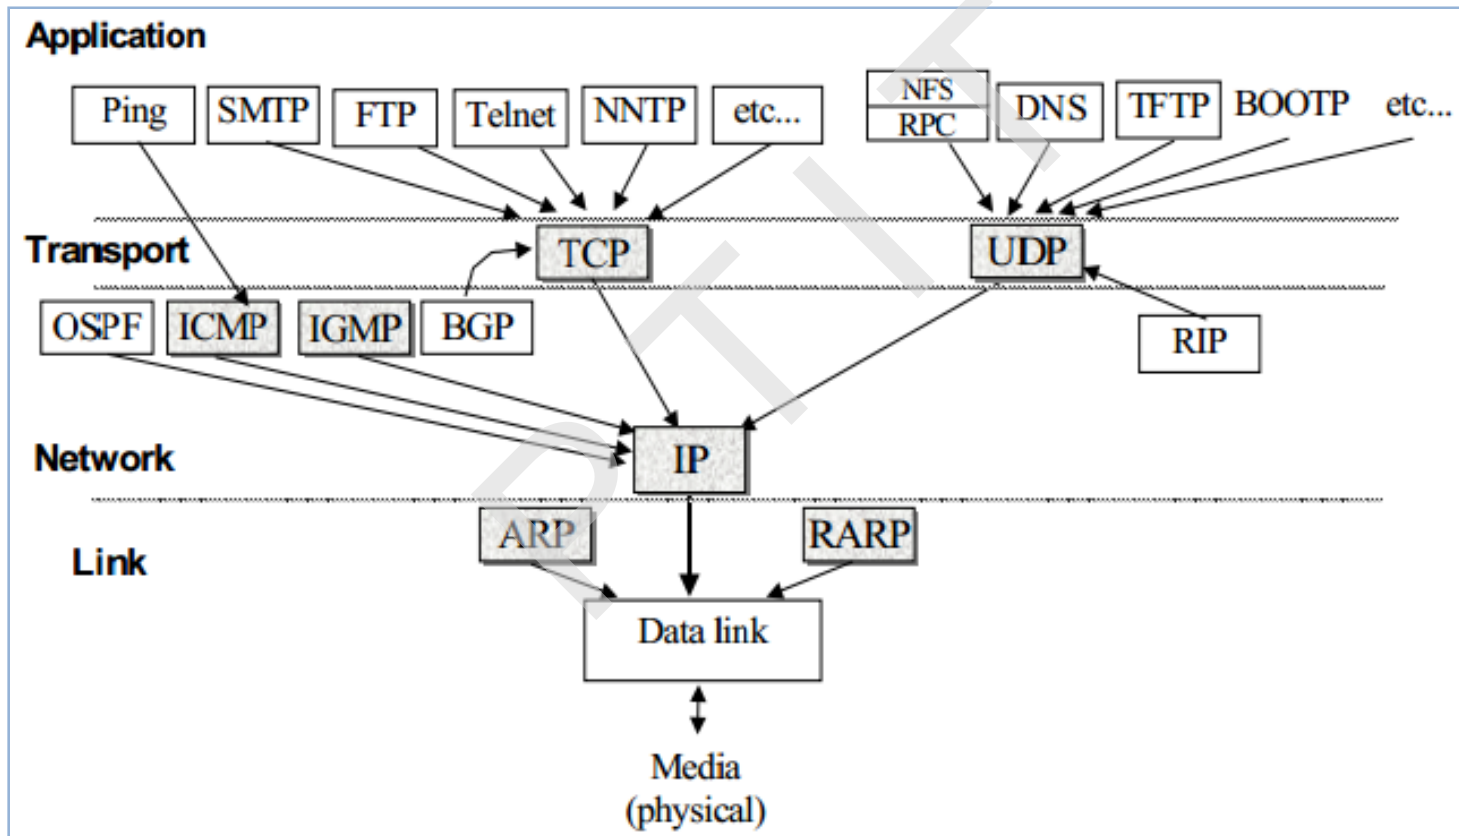 Application
Ping SMTP FTP Telnet NNTP etc... NFS DNS TFTP BOOTP etc...
RPC
Transport TCP UDP
OSPF ICMP IGMP BGP RIP
Network IP
ARP RARP
Link
Data link
Media
(physical)
PTIT